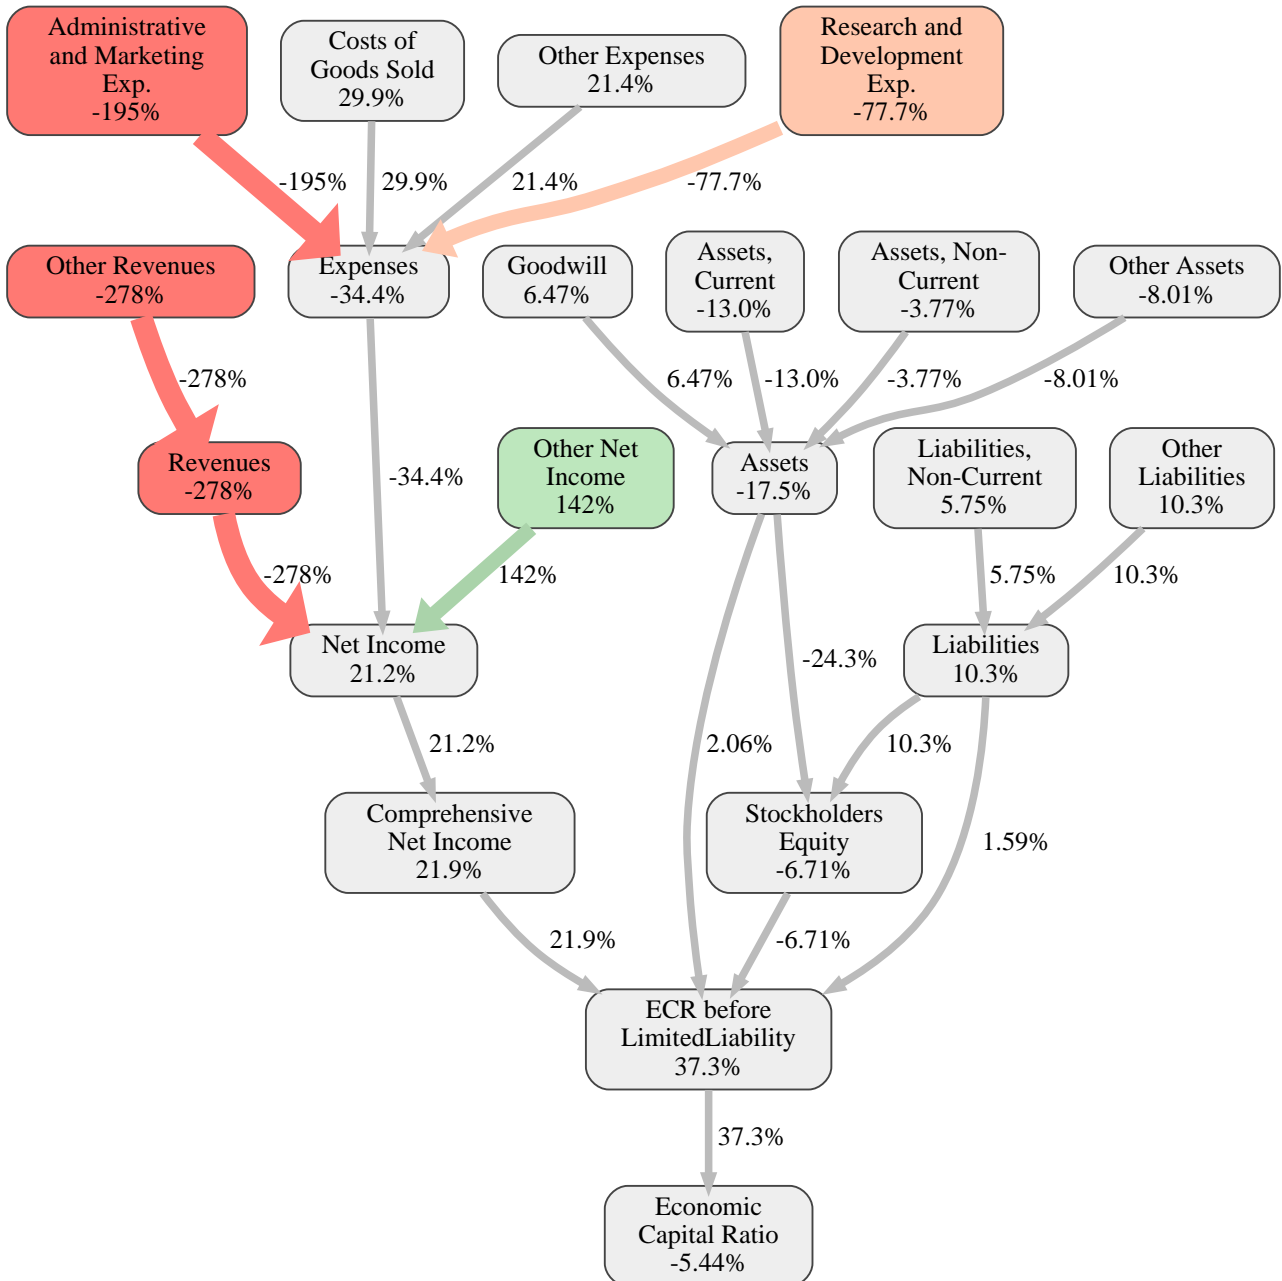 Administrative
and Marketing
Exp.
-195%
Costs of
Goods Sold
29.9%
Other Expenses
21.4%
Research and
Development
Exp.
-77.7%
-195%
29.9%
21.4%
-77.7%
Other Revenues
-278%
Expenses
-34.4%
Goodwill
6.47%
Assets,
Current
-13.0%
Assets, Non-
Current
-3.77%
Other Assets
-8.01%
-278%
6.47%
-13.0%
-3.77%
-8.01%
Revenues
-278%
-34.4%
Other Net
Income
142%
Assets
-17.5%
Liabilities,
Non-Current
5.75%
Other
Liabilities
10.3%
-278%
142%
5.75%
10.3%
Net Income
21.2%
-24.3%
Liabilities
10.3%
21.2%
2.06%
10.3%
Comprehensive
Net Income
21.9%
Stockholders
Equity
-6.71%
1.59%
21.9%
-6.71%
ECR before
LimitedLiability
37.3%
37.3%
Economic
Capital Ratio
-5.44%